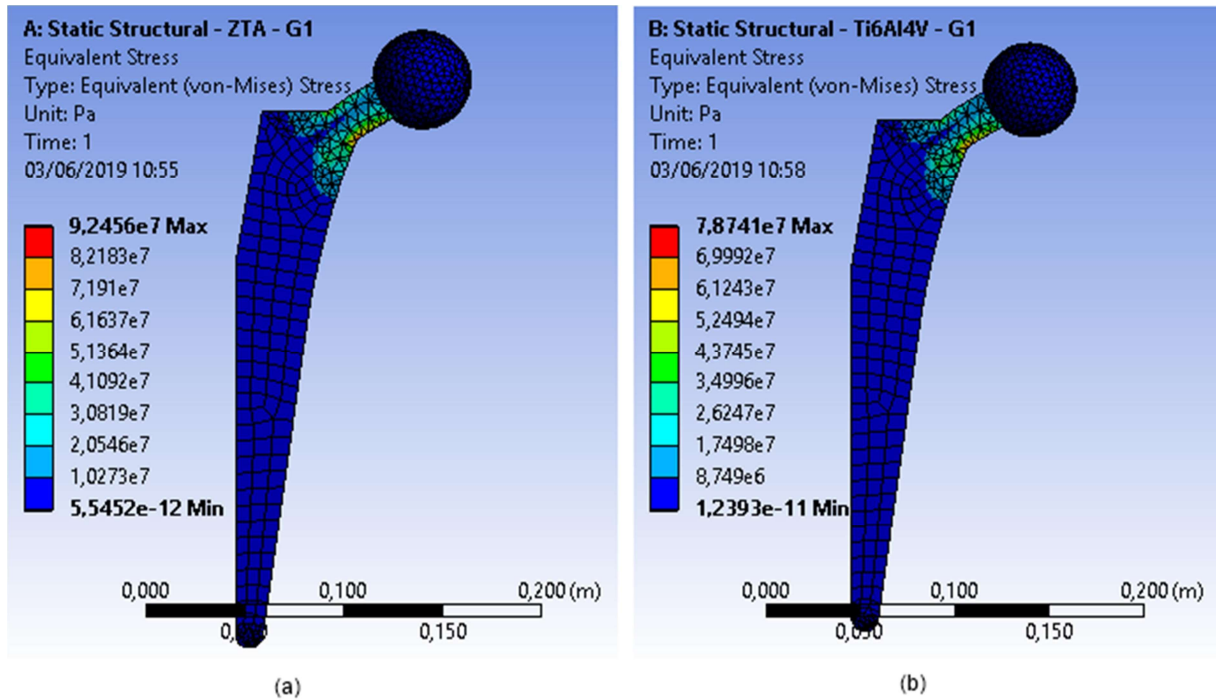 A: Static Structural - ZTA - G1
Equivalent Stress
Type: Equivalent (von-Mises) Stress
Unit: Pa
Time: 1
03/06/2019 10:55
9,2456e7 Max
8,2183e7
7,191e7
6,1637e7
5,1364e7
4,1092e7
3,0819e7
2,0546e7
1,0273e7
5,5452e-12 Min
0,000 0,100 0,200 (m)
0,050 0,150
(a)
B: Static Structural - Ti6Al4V - G1
Equivalent Stress
Type: Equivalent (von-Mises) Stress
Unit: Pa
Time: 1
03/06/2019 10:58
7,8741e7 Max
6,9992e7
6,1243e7
5,2494e7
4,3745e7
3,4996e7
2,6247e7
1,7498e7
8,749e6
1,2393e-11 Min
0,000 0,100 0,200 (m)
0,050 0,150
(b)